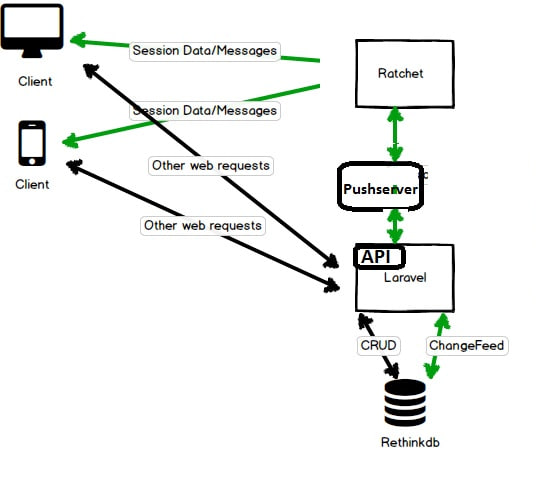 Session Data/Messages
Client
Ratchet
Session Data/Messages
Client
Other web requests
Pushserver
Other web requests
API
Laravel
CRUD
ChangeFeed
Rethinkdb